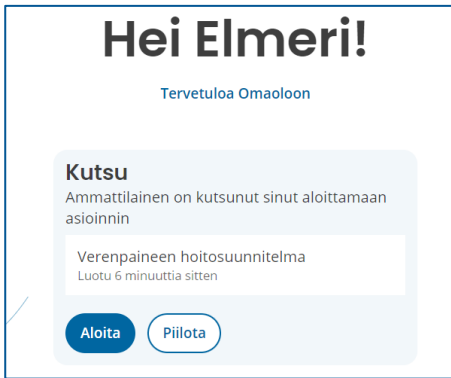 Hei Elmeri!
Tervetuloa Omaoloon
Kutsu
Ammattilainen on kutsunut sinut aloittamaan
asioinnin
Verenpaineen hoitosuunnitelma
Luotu 6 minuuttia sitten
Aloita Piilota